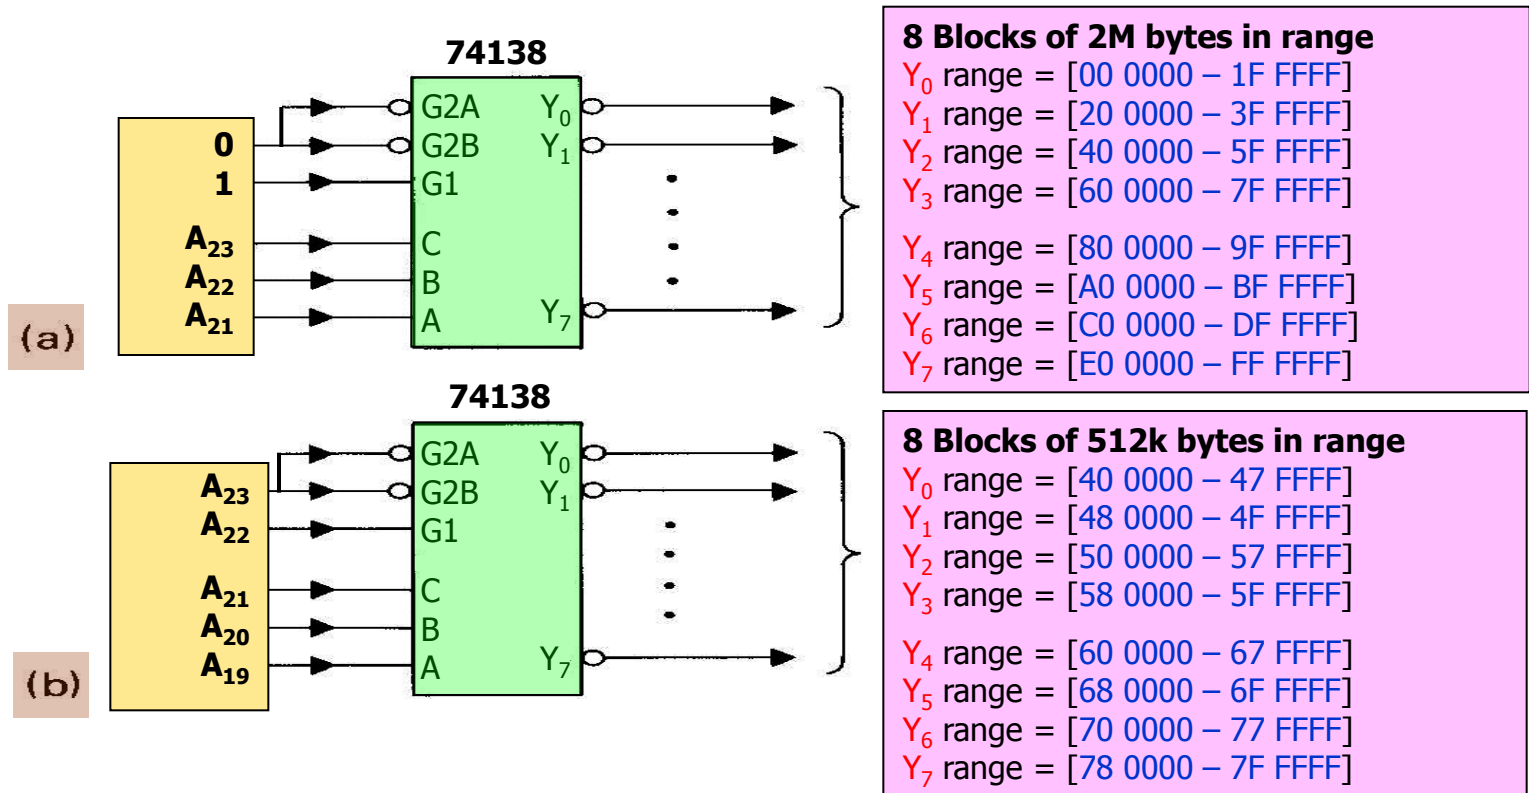 74138
0
1
A23
A22
A21
G2A
G2B
G1
C
B
A
Y0
Y1
Y7
(a)
8 Blocks of 2M bytes in range
Y0 range = [00 0000 – 1F FFFF]
Y1 range = [20 0000 – 3F FFFF]
Y2 range = [40 0000 – 5F FFFF]
Y3 range = [60 0000 – 7F FFFF]
Y4 range = [80 0000 – 9F FFFF]
Y5 range = [A0 0000 – BF FFFF]
Y6 range = [C0 0000 – DF FFFF]
Y7 range = [E0 0000 – FF FFFF]
74138
A23
A22
A21
A20
A19
G2A
G2B
G1
C
B
A
Y0
Y1
Y7
(b)
8 Blocks of 512k bytes in range
Y0 range = [40 0000 – 47 FFFF]
Y1 range = [48 0000 – 4F FFFF]
Y2 range = [50 0000 – 57 FFFF]
Y3 range = [58 0000 – 5F FFFF]
Y4 range = [60 0000 – 67 FFFF]
Y5 range = [68 0000 – 6F FFFF]
Y6 range = [70 0000 – 77 FFFF]
Y7 range = [78 0000 – 7F FFFF]